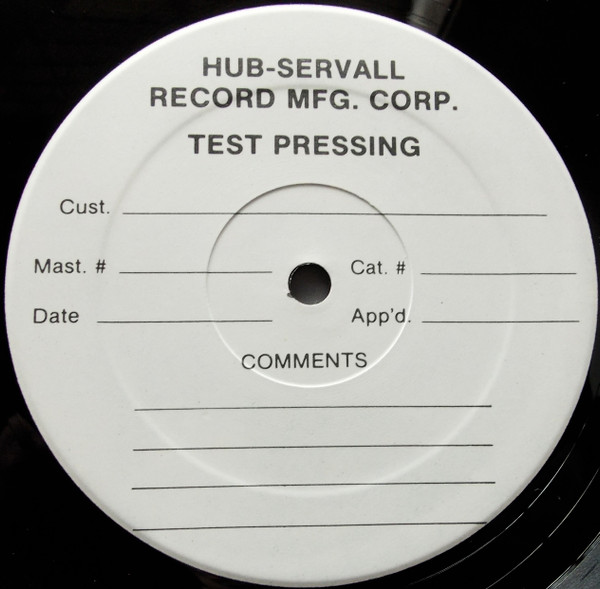 HUB-SERVALL
RECORD MFG. CORP.
TEST PRESSING
Cust.
Mast. # Cat. #
Date App'd.
COMMENTS